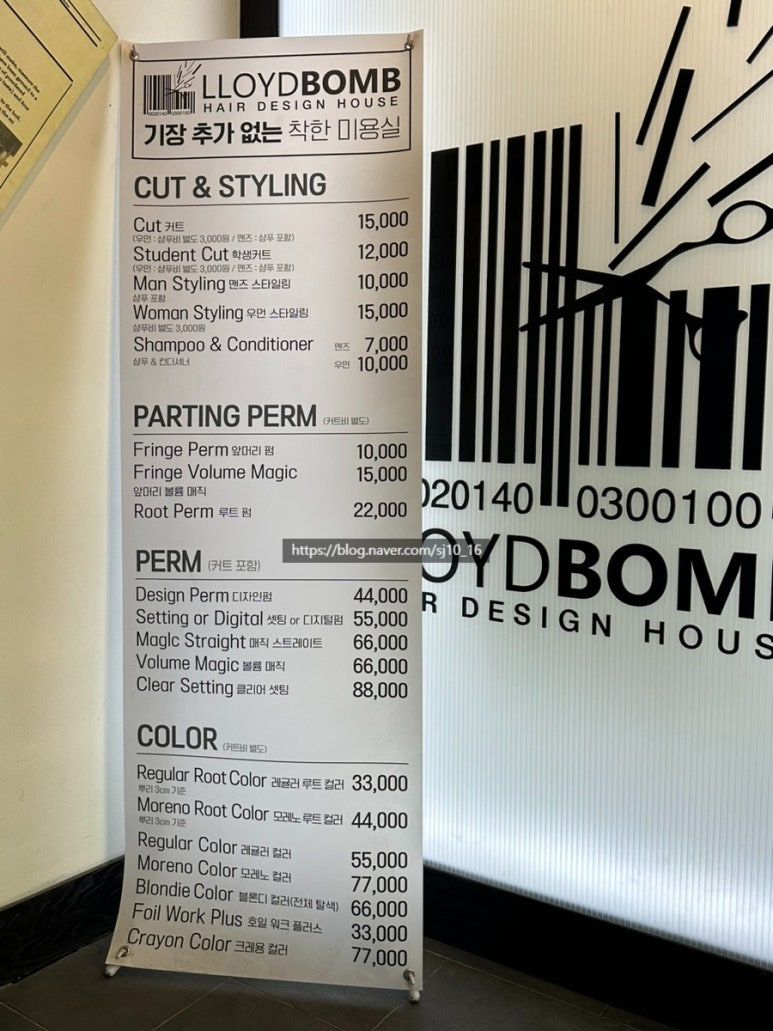 LLOYDBOMB
HAIR DESIGN HOUSE
기장 추가 없는 착한 미용실
CUT & STYLING
Cut 커트 15,000
(우먼 : 샴푸비 별도 3,000원 / 맨즈 : 샴푸 포함)
Student Cut 학생커트 12,000
(우먼 : 샴푸비 별도 3,000원 / 맨즈 : 샴푸 포함)
Man Styling 맨즈 스타일링 10,000
샴푸 포함
Woman Styling 우먼 스타일링 15,000
샴푸비 별도 3,000원
Shampoo & Conditioner 맨즈 7,000
샴푸 & 컨디셔너 우먼 10,000
PARTING PERM (커트비 별도)
Fringe Perm 앞머리 펌 10,000
Fringe Volume Magic 15,000
앞머리 볼륨 매직
Root Perm 루트 펌 22,000
PERM (커트 포함)
Design Perm 디자인펌 44,000
Setting or Digital 셋팅 or 디지털펌 55,000
Magic Straight 매직 스트레이트 66,000
Volume Magic 볼륨 매직 66,000
Clear Setting 클리어 셋팅 88,000
COLOR (커트비 별도)
Regular Root Color 레귤러 루트 컬러 33,000
뿌리 3cm 기준
Moreno Root Color 모레노 루트 컬러 44,000
뿌리 3cm 기준
Regular Color 레귤러 컬러 55,000
Moreno Color 모레노 컬러 77,000
Blondie Color 블론디 컬러(전체 탈색) 66,000
Foil Work Plus 호일 워크 플러스 33,000
Crayon Color 크레용 컬러 77,000
https://blog.naver.com/sj10_16
020140 0300100
OYDBOM
R DESIGN HOUS